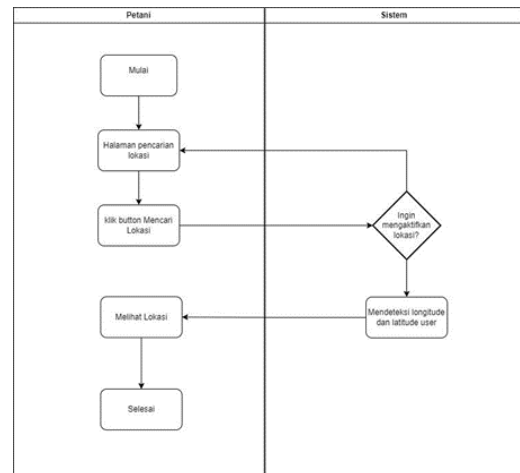 Petani
Sistem
Mulai
Halaman pencarian
lokasi
klik button Mencari
Lokasi
Ingin
mengaktifkan
lokasi?
Mendeteksi longitude
dan latitude user
Melihat Lokasi
Selesai